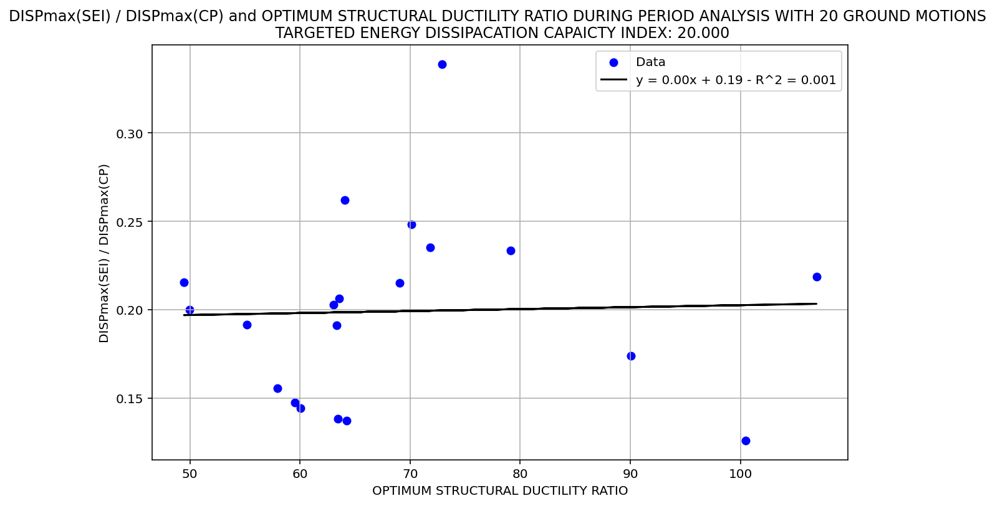 DISPmax(SEI) / DISPmax(CP) and OPTIMUM STRUCTURAL DUCTILITY RATIO DURING PERIOD ANALYSIS WITH 20 GROUND MOTIONS
TARGETED ENERGY DISSIPACATION CAPAICTY INDEX: 20.000
Data
y = 0.00x + 0.19 - R^2 = 0.001
DISPmax(SEI) / DISPmax(CP)
0.30
0.25
0.20
0.15
50 60 70 80 90 100
OPTIMUM STRUCTURAL DUCTILITY RATIO